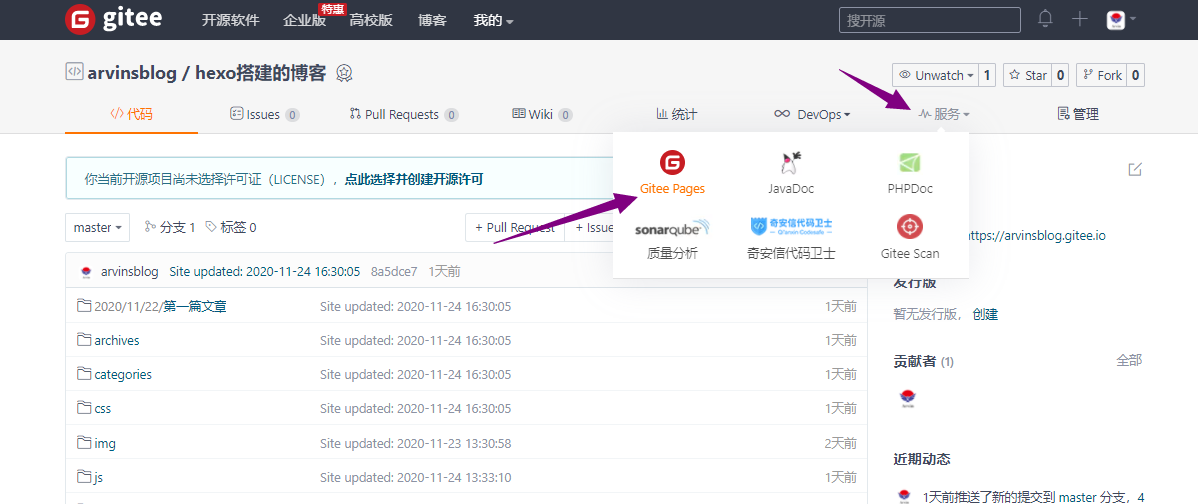 gitee 开源软件 企业版 特惠 高校版 博客 我的 搜开源
arvinsblog / hexo搭建的博客 Unwatch 1 Star 0 Fork 0
代码 Issues 0 Pull Requests 0 Wiki 0 统计 DevOps 服务 管理
你当前开源项目尚未选择许可证（LICENSE），点此选择并创建开源许可
Gitee Pages JavaDoc PHPDoc
master 分支 1 标签 0 + Pull Request + Issue
sonarqube 奇安信代码卫士 Qi'anxin Codesafe
质量分析 奇安信代码卫士 Gitee Scan
https://arvinsblog.gitee.io
arvinsblog Site updated: 2020-11-24 16:30:05 8a5dce7 1天前
发行版
暂无发行版，创建
2020/11/22/第一篇文章 Site updated: 2020-11-24 16:30:05 1天前
archives Site updated: 2020-11-24 16:30:05 1天前
贡献者 (1) 全部
categories Site updated: 2020-11-24 16:30:05 1天前
css Site updated: 2020-11-24 16:30:05 1天前
img Site updated: 2020-11-23 13:30:58 2天前
近期动态
js Site updated: 2020-11-24 13:33:10 1天前
1天前推送了新的提交到 master 分支，4